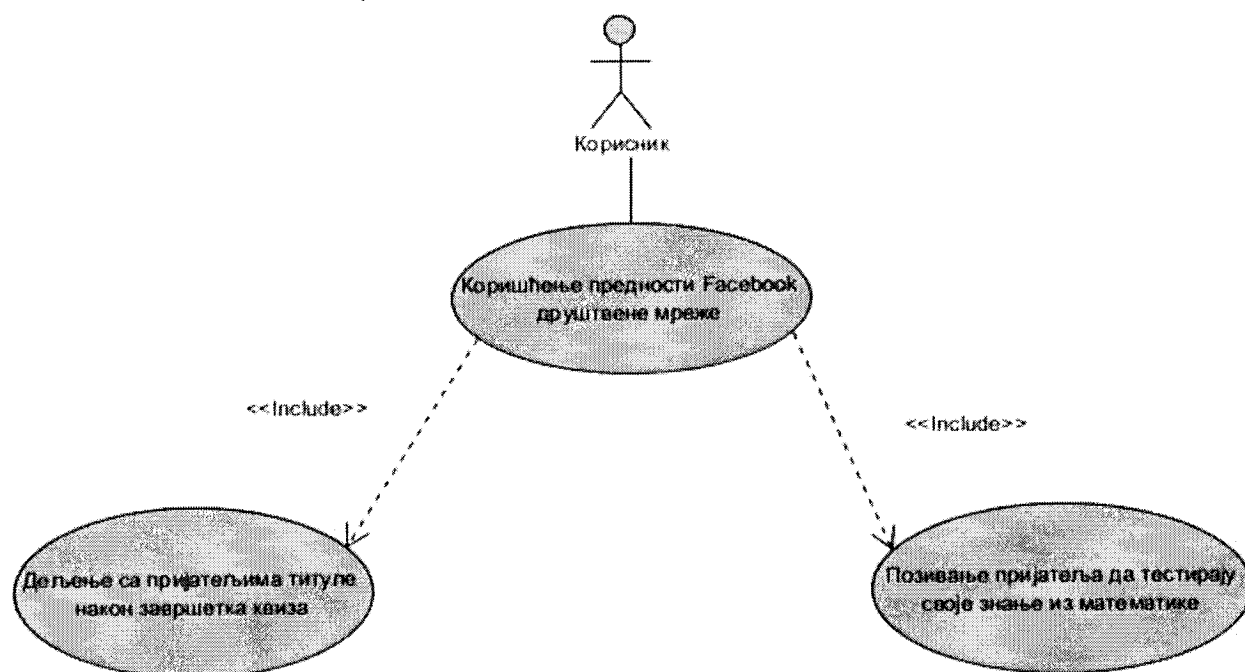 Корисник
Коришћење предности Facebook
друштвене мреже
<<Include>>
<<Include>>
Дељење са пријатељима титуле
након завршетка квиза
Позивање пријатеља да тестирају
своје знање из математике